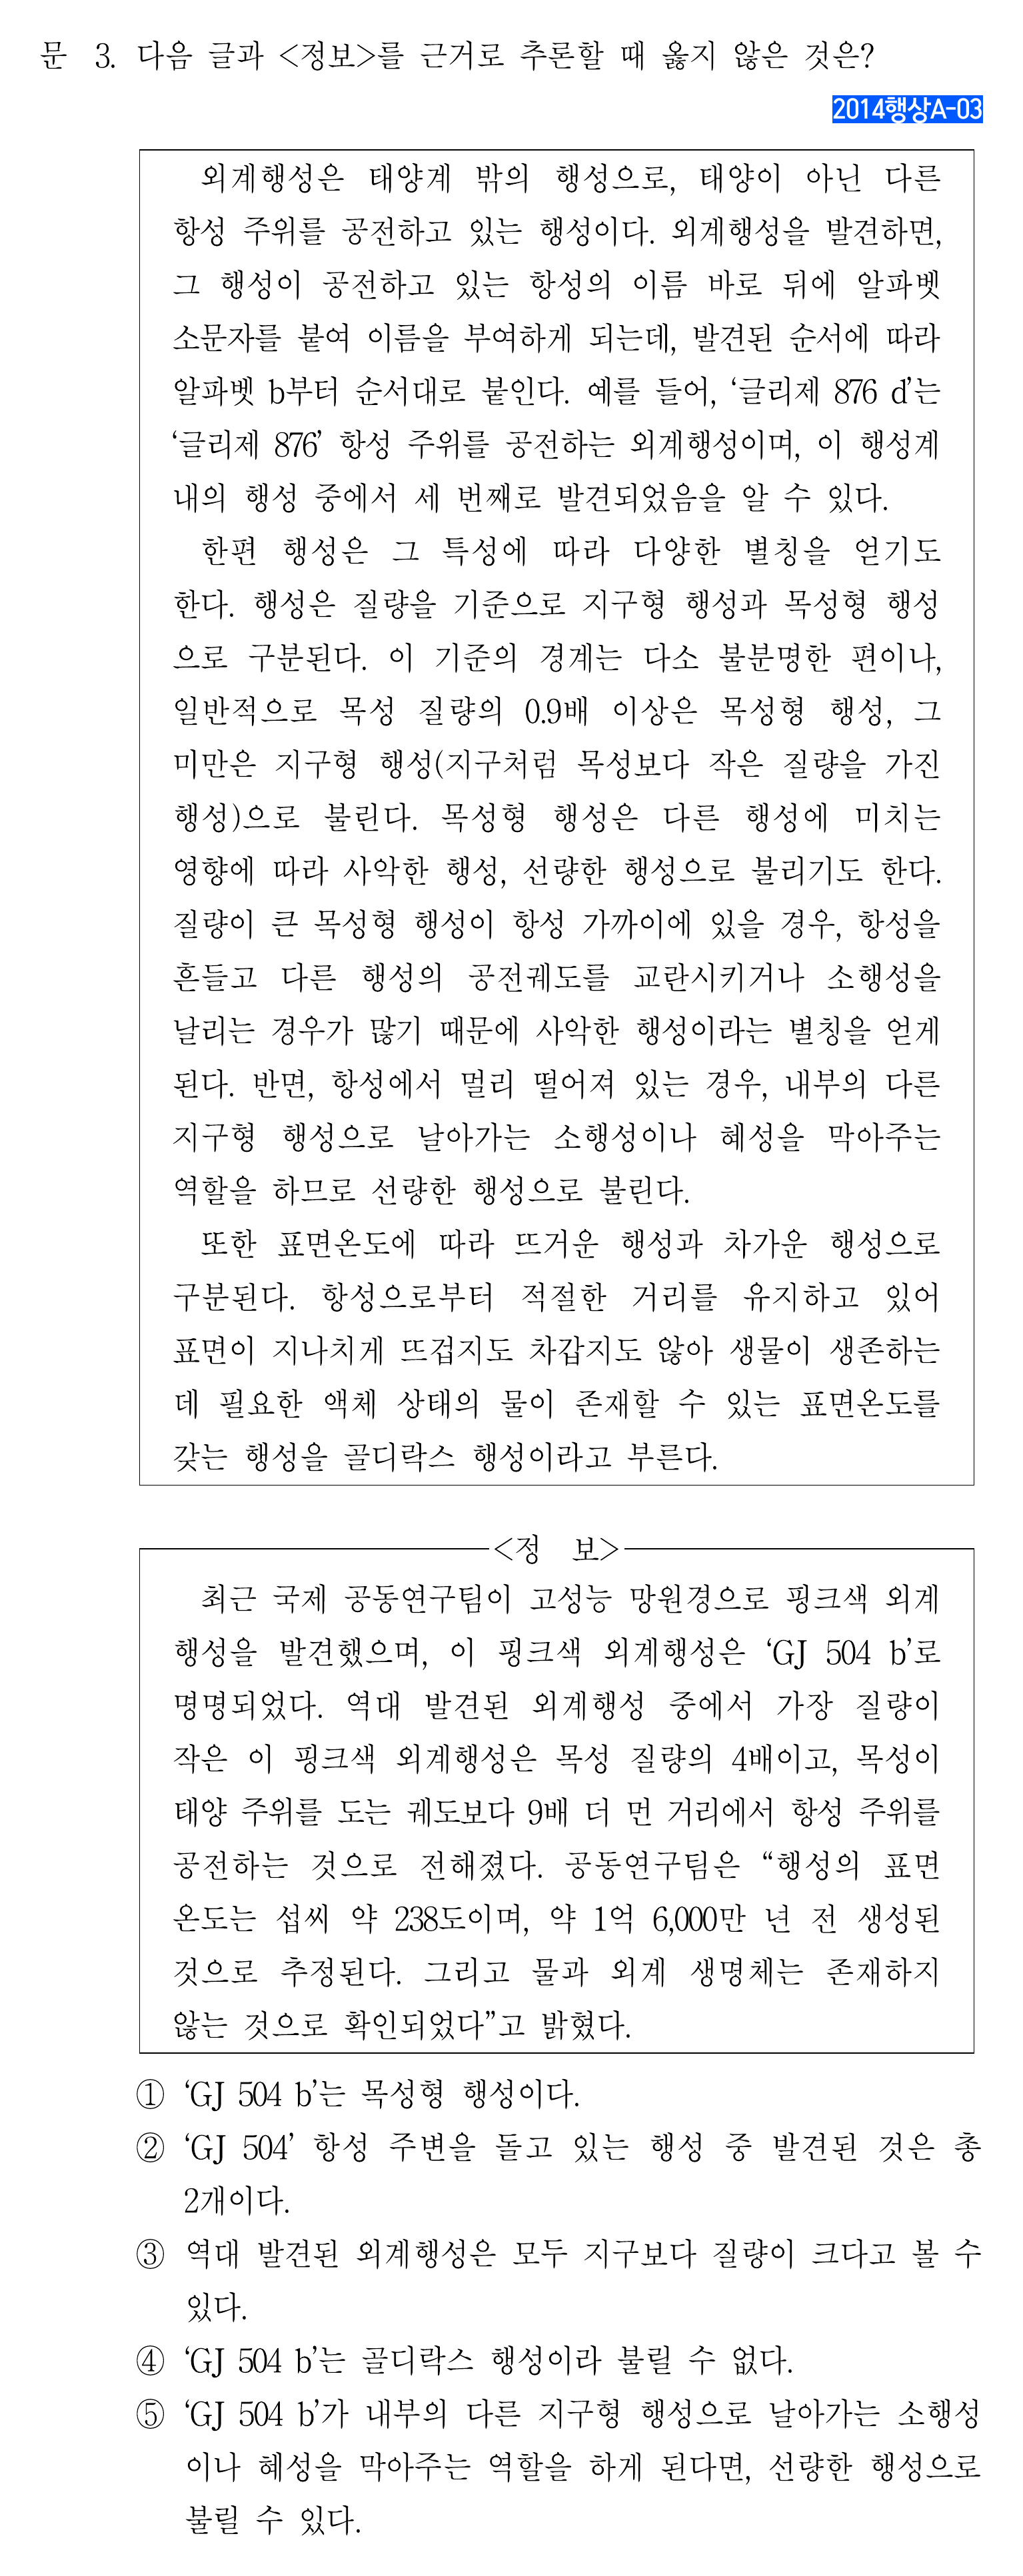 문 3. 다음 글과 <정보>를 근거로 추론할 때 옳지 않은 것은?
2014행상A-03
외계행성은 태양계 밖의 행성으로, 태양이 아닌 다른
항성 주위를 공전하고 있는 행성이다. 외계행성을 발견하면,
그 행성이 공전하고 있는 항성의 이름 바로 뒤에 알파벳
소문자를 붙여 이름을 부여하게 되는데, 발견된 순서에 따라
알파벳 b부터 순서대로 붙인다. 예를 들어, ‘글리제 876 d’는
‘글리제 876’ 항성 주위를 공전하는 외계행성이며, 이 행성계
내의 행성 중에서 세 번째로 발견되었음을 알 수 있다.
한편 행성은 그 특성에 따라 다양한 별칭을 얻기도
한다. 행성은 질량을 기준으로 지구형 행성과 목성형 행성
으로 구분된다. 이 기준의 경계는 다소 불분명한 편이나,
일반적으로 목성 질량의 0.9배 이상은 목성형 행성, 그
미만은 지구형 행성(지구처럼 목성보다 작은 질량을 가진
행성)으로 불린다. 목성형 행성은 다른 행성에 미치는
영향에 따라 사악한 행성, 선량한 행성으로 불리기도 한다.
질량이 큰 목성형 행성이 항성 가까이에 있을 경우, 항성을
흔들고 다른 행성의 공전궤도를 교란시키거나 소행성을
날리는 경우가 많기 때문에 사악한 행성이라는 별칭을 얻게
된다. 반면, 항성에서 멀리 떨어져 있는 경우, 내부의 다른
지구형 행성으로 날아가는 소행성이나 혜성을 막아주는
역할을 하므로 선량한 행성으로 불린다.
또한 표면온도에 따라 뜨거운 행성과 차가운 행성으로
구분된다. 항성으로부터 적절한 거리를 유지하고 있어
표면이 지나치게 뜨겁지도 차갑지도 않아 생물이 생존하는
데 필요한 액체 상태의 물이 존재할 수 있는 표면온도를
갖는 행성을 골디락스 행성이라고 부른다.
<정 보>
최근 국제 공동연구팀이 고성능 망원경으로 핑크색 외계
행성을 발견했으며, 이 핑크색 외계행성은 ‘GJ 504 b’로
명명되었다. 역대 발견된 외계행성 중에서 가장 질량이
작은 이 핑크색 외계행성은 목성 질량의 4배이고, 목성이
태양 주위를 도는 궤도보다 9배 더 먼 거리에서 항성 주위를
공전하는 것으로 전해졌다. 공동연구팀은 “행성의 표면
온도는 섭씨 약 238도이며, 약 1억 6,000만 년 전 생성된
것으로 추정된다. 그리고 물과 외계 생명체는 존재하지
않는 것으로 확인되었다”고 밝혔다.
① ‘GJ 504 b’는 목성형 행성이다.
② ‘GJ 504’ 항성 주변을 돌고 있는 행성 중 발견된 것은 총
2개이다.
③ 역대 발견된 외계행성은 모두 지구보다 질량이 크다고 볼 수
있다.
④ ‘GJ 504 b’는 골디락스 행성이라 불릴 수 없다.
⑤ ‘GJ 504 b’가 내부의 다른 지구형 행성으로 날아가는 소행성
이나 혜성을 막아주는 역할을 하게 된다면, 선량한 행성으로
불릴 수 있다.